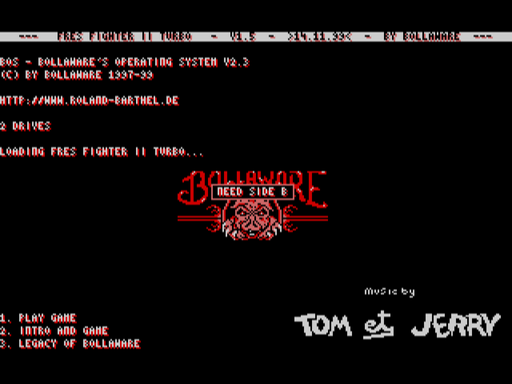 --- FRES FIGHTER II TURBO - V1.5 - >14.11.99< - BY BOLLAWARE ---
BOS - BOLLAWARE'S OPERATING SYSTEM V2.3
(C) BY BOLLAWARE 1997-99
HTTP://WWW.ROLAND-BARTHEL.DE
2 DRIVES
LOADING FRES FIGHTER II TURBO...
BOLLAWARE
NEED SIDE B
Music by
TOM et JERRY
1. PLAY GAME
2. INTRO AND GAME
3. LEGACY OF BOLLAWARE